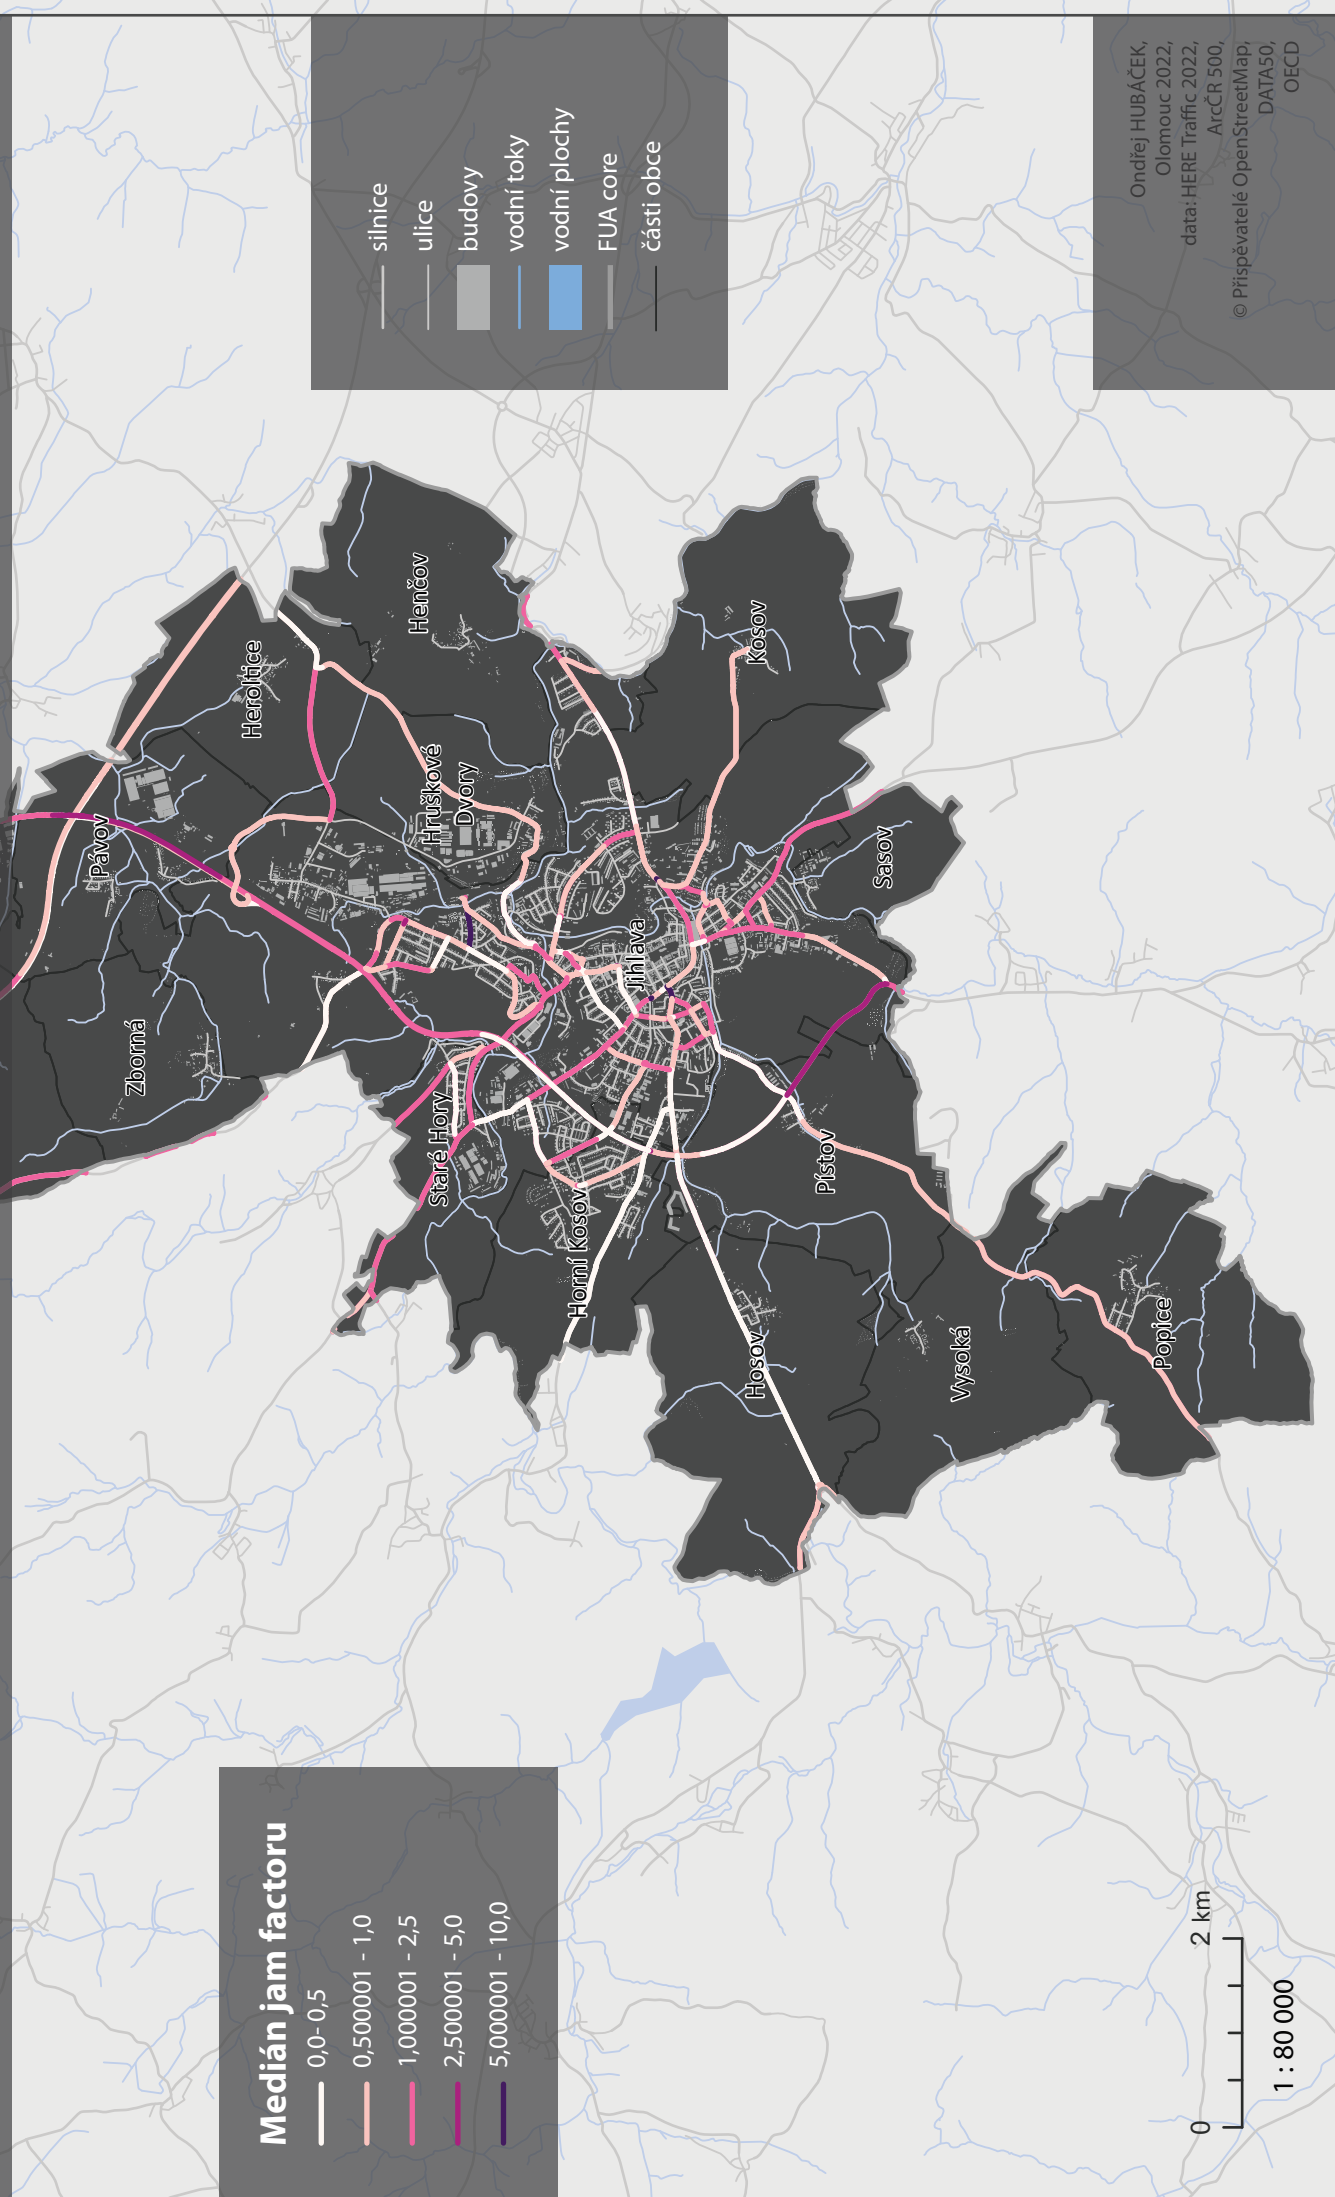 Medián jam factoru
0,0- 0,5
0,500001 - 1,0
1,000001 - 2,5
2,500001 - 5,0
5,000001 - 10,0
silnice
ulice
budovy
vodní toky
vodní plochy
FUA core
části obce
Zborná
Pávov
Heroltice
Henčov
Hruškové
Dvory
Staré Hory
Horní Kosov
Jihlava
Kosov
Hosov
Pístov
Sasov
Vysoká
Popice
0
2 km
1 : 80 000
Ondřej HUBÁČEK,
Olomouc 2022,
data: HERE Traffic 2022,
ArcČR 500,
© Přispěvatelé OpenStreetMap,
DATA50,
OECD